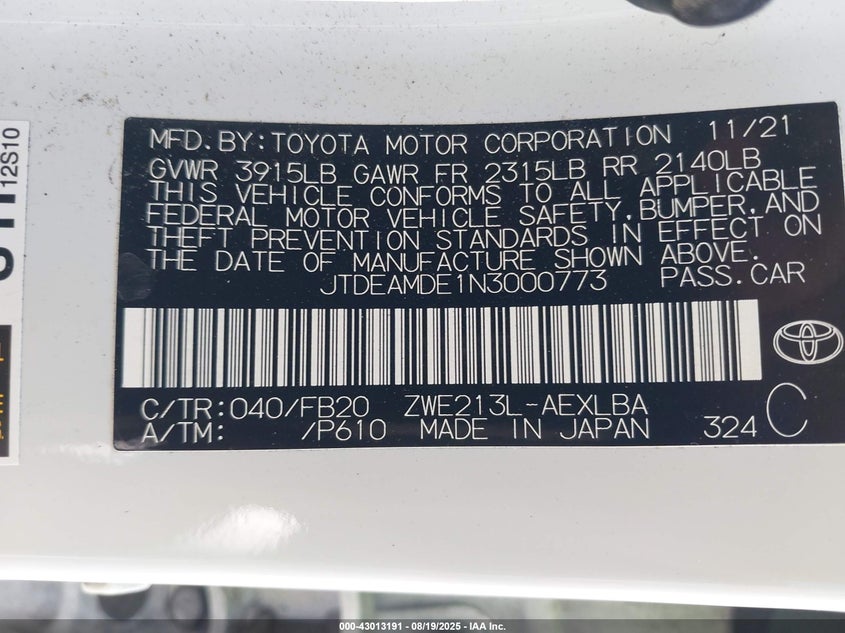 MFD.BY:TOYOTA MOTOR CORPORATION 11/21
GVWR 3915LB GAWR FR 2315LB RR 2140LB
THIS VEHICLE CONFORMS TO ALL APPLICABLE
FEDERAL MOTOR VEHICLE SAFETY,BUMPER,AND
THEFT PREVENTION STANDARDS IN EFFECT ON
THE DATE OF MANUFACTURE SHOWN ABOVE.
JTDEAMDE1N3000773 PASS.CAR
C/TR:040/FB20 ZWE213L-AEXLBA
A/TM: /P610 MADE IN JAPAN 324 C
12S10
000-43013191 - 08/19/2025 - IAA Inc.